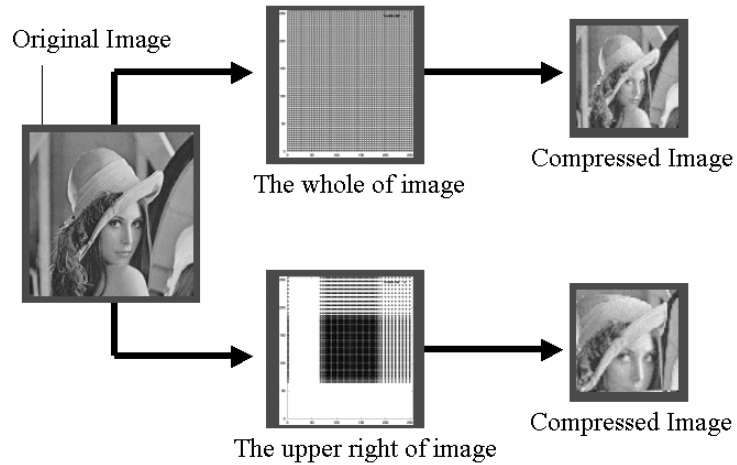 Original Image
The whole of image
Compressed Image
The upper right of image
Compressed Image